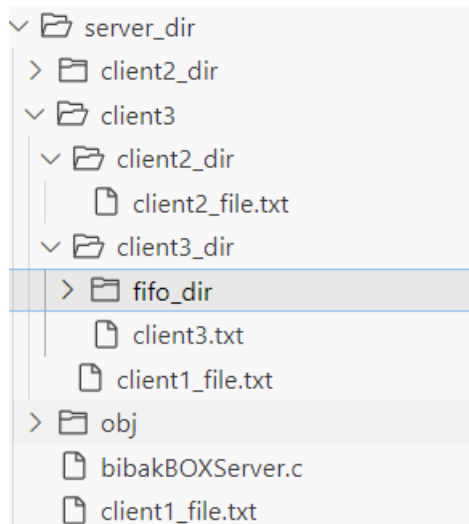 server_dir
client2_dir
client3
client2_dir
client2_file.txt
client3_dir
fifo_dir
client3.txt
client1_file.txt
obj
bibakBOXServer.c
client1_file.txt